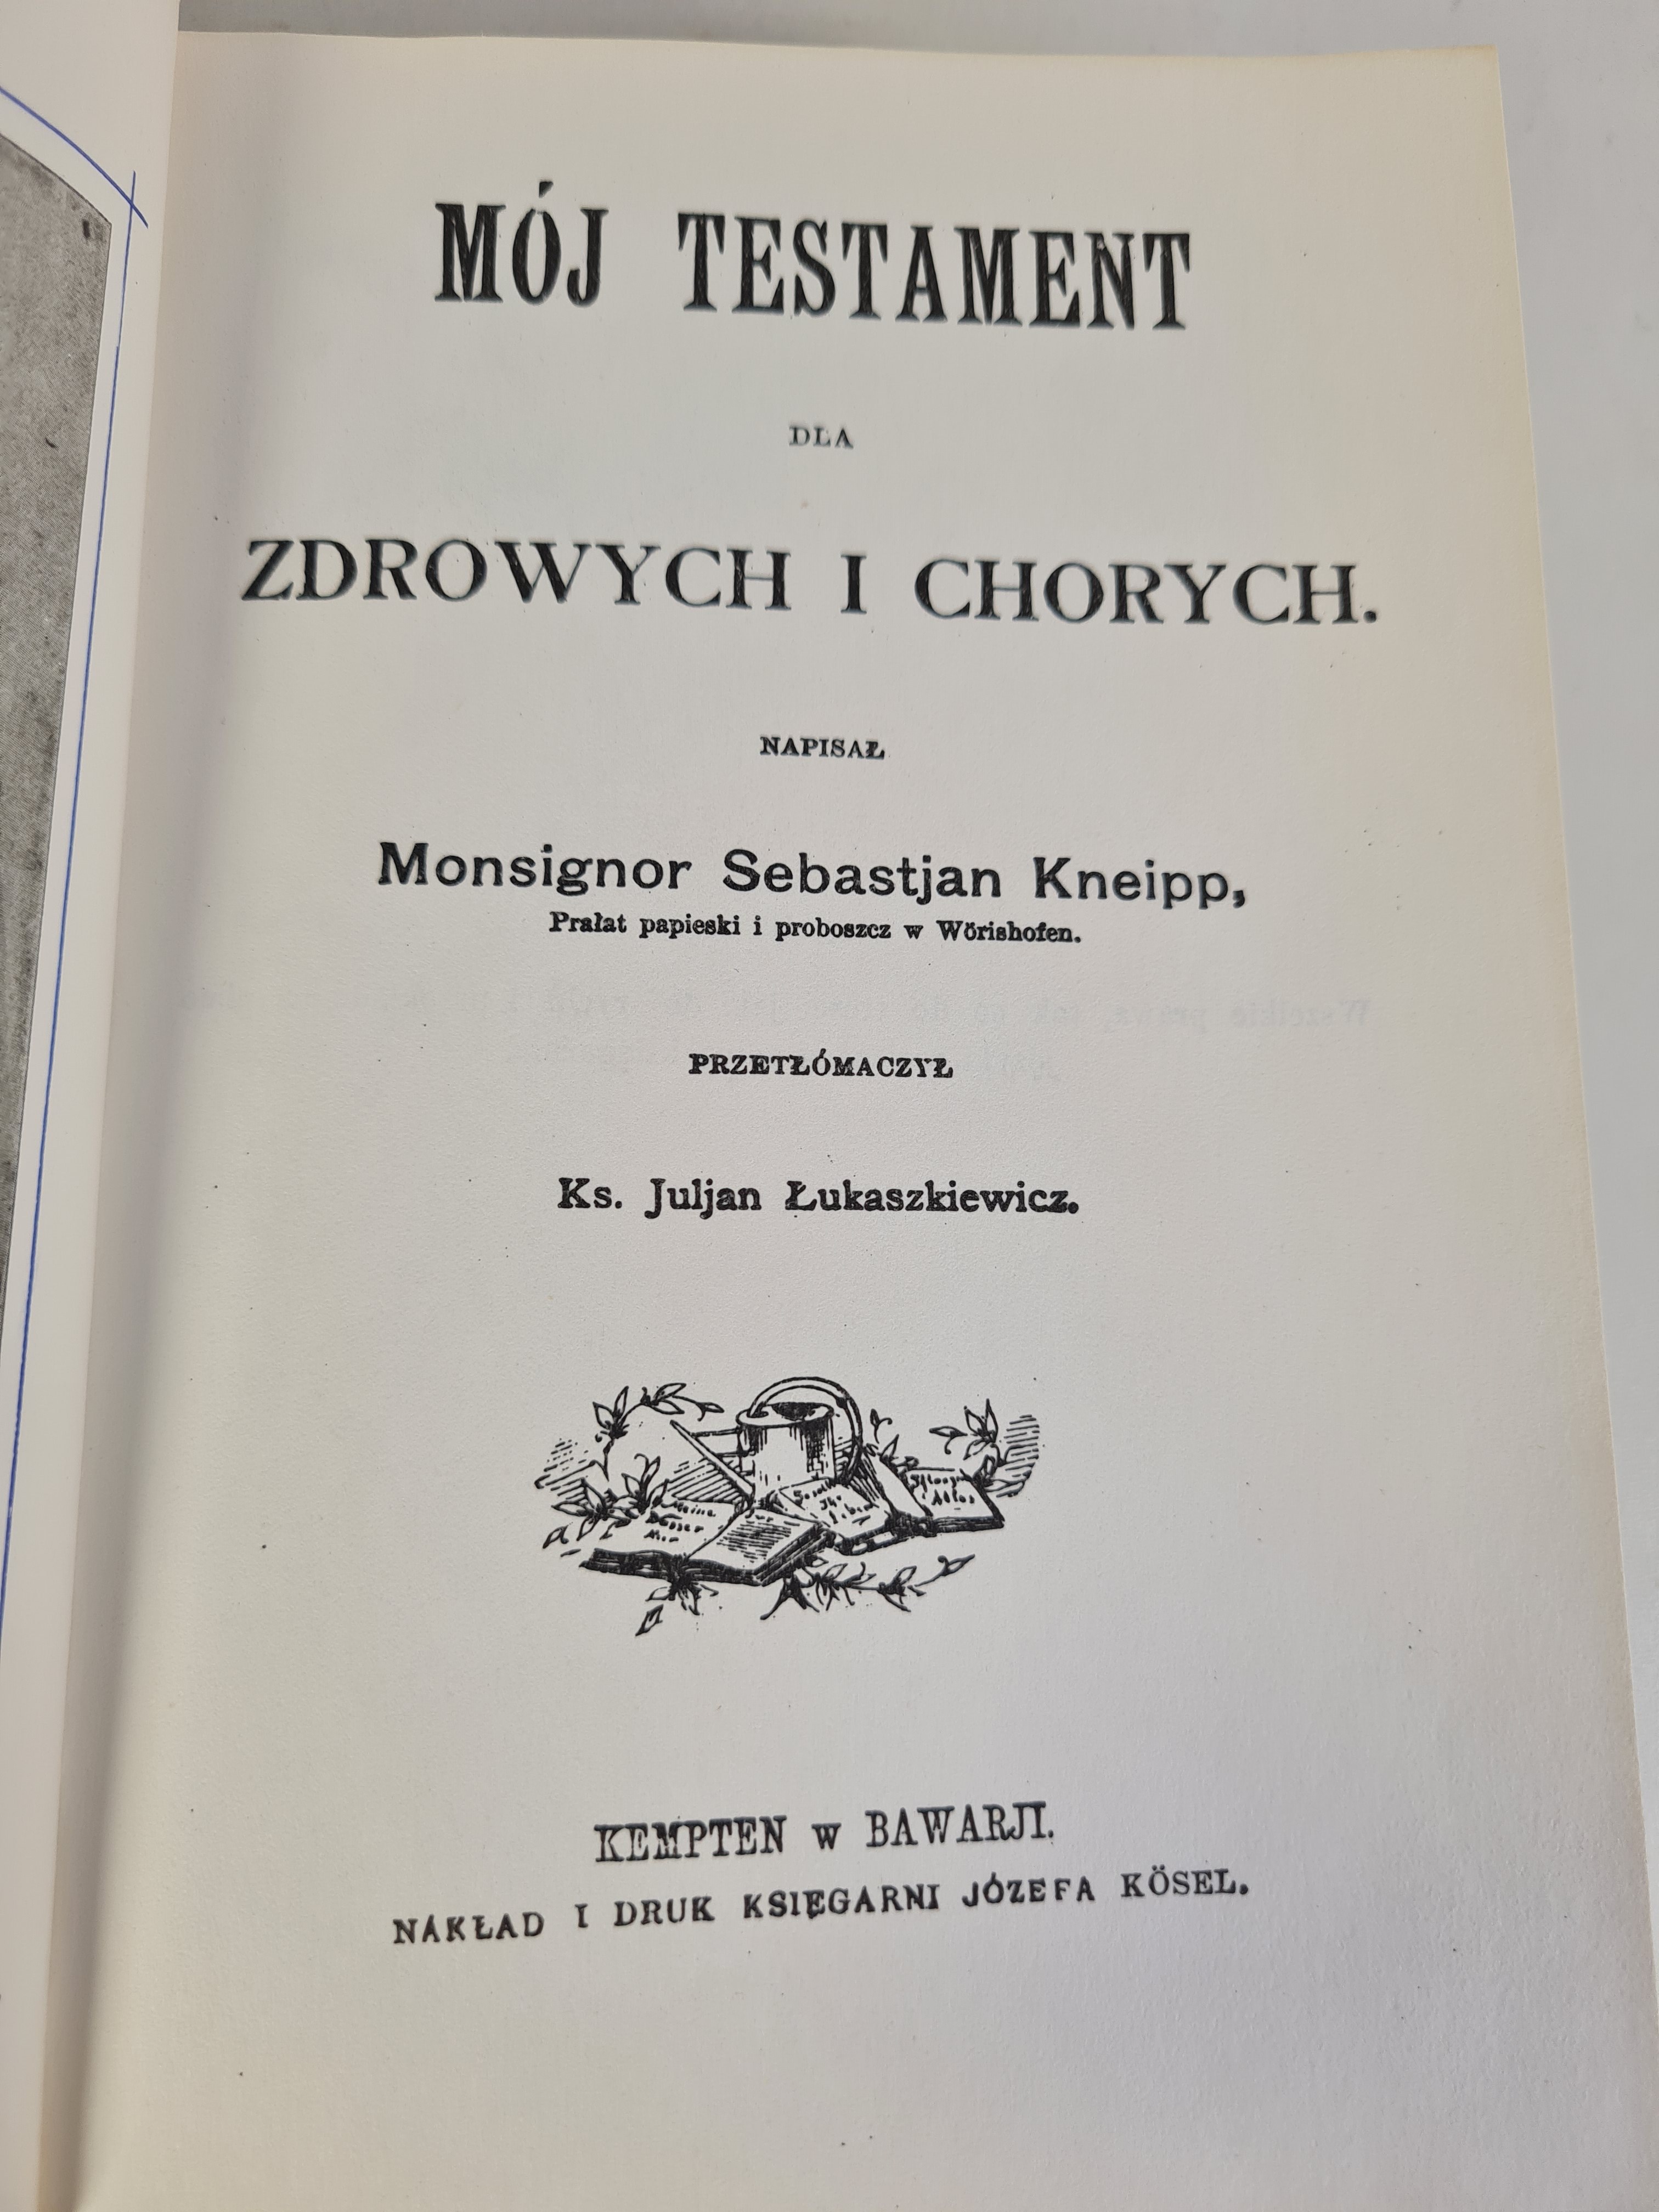 MÓJ TESTAMENT
DLA
ZDROWYCH I CHORYCH.
NAPISAŁ
Monsignor Sebastjan Kneipp,
Prałat papieski i proboszcz w Wörishofen.
PRZETŁÓMACZYŁ
Ks. Juljan Łukaszkiewicz.
Meine
KEMPTEN w BAWARJI.
NAKŁAD I DRUK KSIĘGARNI JÓZEFA KÖSEL.